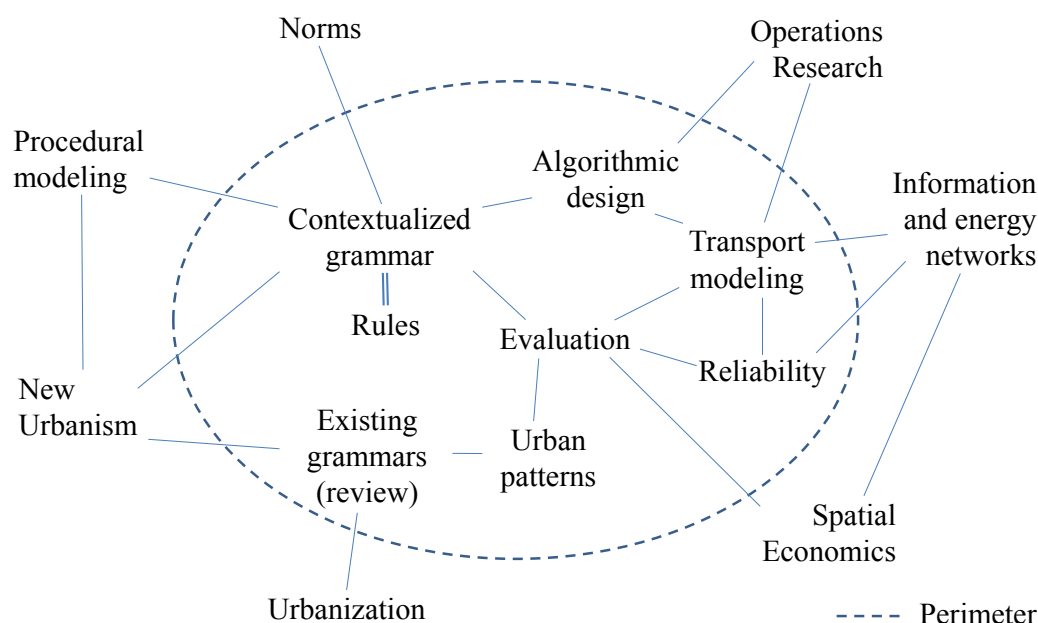 Norms
Operations
Research
Procedural
modeling
Algorithmic
design
Information
and energy
networks
Contextualized
grammar
Transport
modeling
Rules
Evaluation
Reliability
New
Urbanism
Existing
grammars
(review)
Urban
patterns
Spatial
Economics
Urbanization
Perimeter